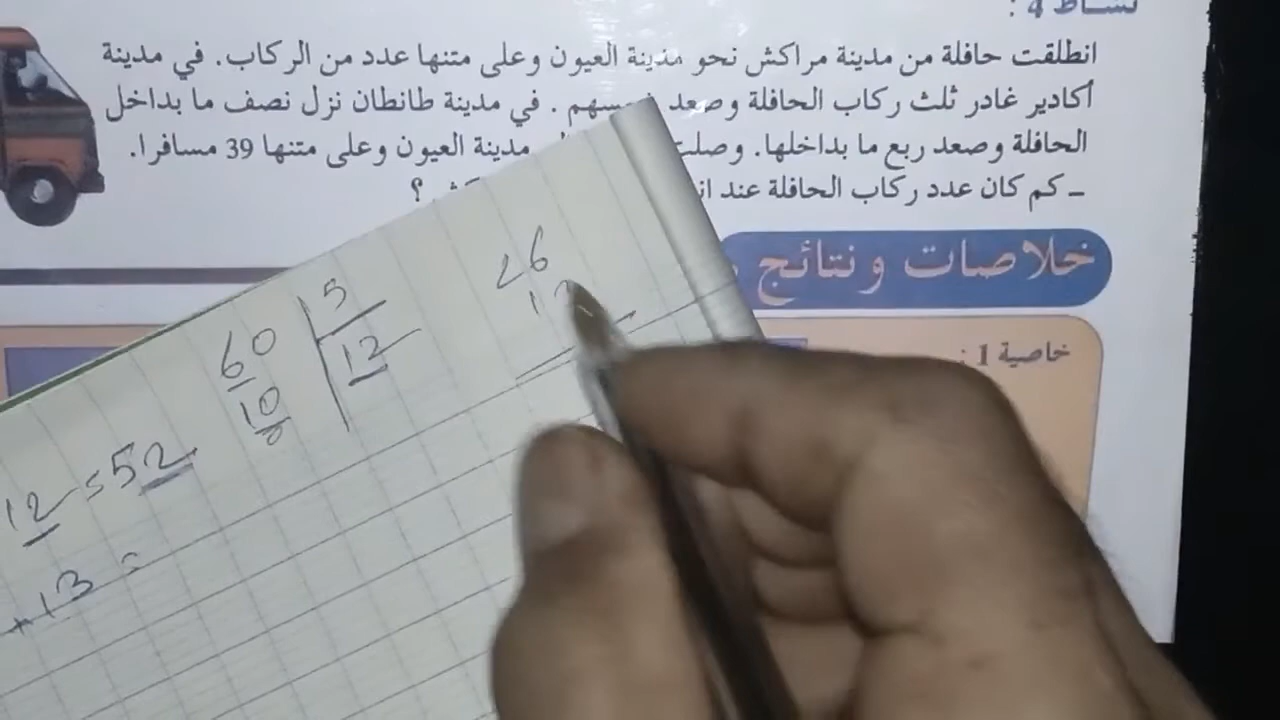 نشاط 4 :
انطلقت حافلة من مدينة مراكش نحو مدينة العيون وعلى متنها عدد من الركاب. في مدينة
أكادير غادر ثلث ركاب الحافلة وصعد . في مدينة طانطان نزل نصف ما بداخل
الحافلة وصعد ربع ما بداخلها. مدينة العيون وعلى متنها 39 مسافرا.
ـ كم كان عدد ركاب الحافلة عند ؟
خلاصات ونتائج
خاصية 1 :
60 5
10 12
0
26
12 = 52
+ 13 =